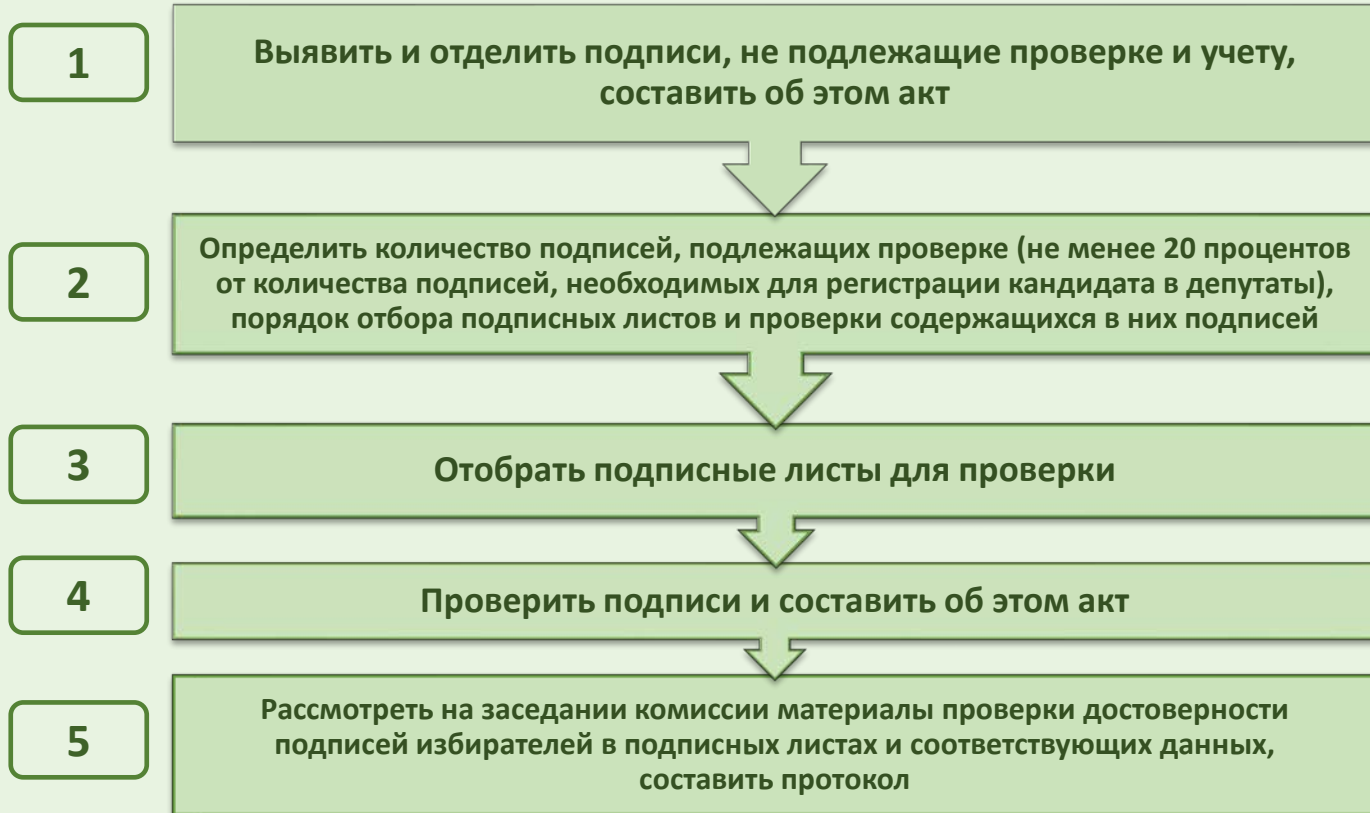 1
Выявить и отделить подписи, не подлежащие проверке и учету,
составить об этом акт
2
Определить количество подписей, подлежащих проверке (не менее 20 процентов
от количества подписей, необходимых для регистрации кандидата в депутаты),
порядок отбора подписных листов и проверки содержащихся в них подписей
3
Отобрать подписные листы для проверки
4
Проверить подписи и составить об этом акт
5
Рассмотреть на заседании комиссии материалы проверки достоверности
подписей избирателей в подписных листах и соответствующих данных,
составить протокол